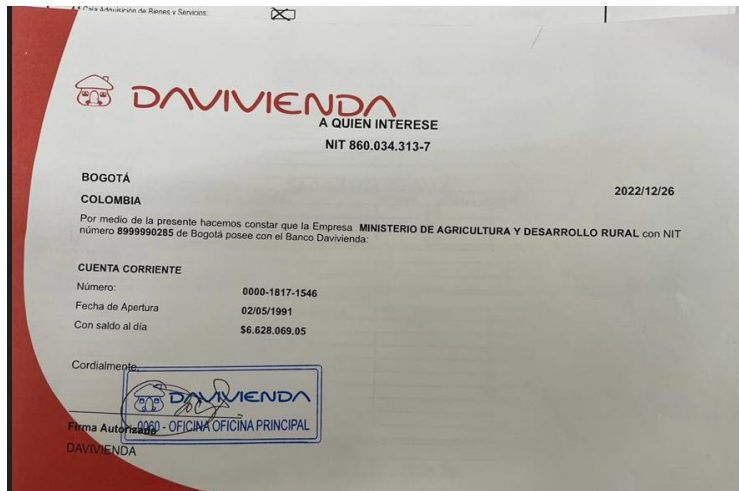 Caja Adquisición de Bienes y Servicios:
DAVIVIENDA
A QUIEN INTERESE
NIT 860.034.313-7
BOGOTÁ
2022/12/26
COLOMBIA
Por medio de la presente hacemos constar que la Empresa MINISTERIO DE AGRICULTURA Y DESARROLLO RURAL con NIT
número 8999990285 de Bogotá posee con el Banco Davivienda:
CUENTA CORRIENTE
Número: 0000-1817-1546
Fecha de Apertura 02/05/1991
Con saldo al día $6.628.069.05
Cordialmente,
DAVIVIENDA
Firma Autorizada 0060 - OFICINA OFICINA PRINCIPAL
DAVIVIENDA